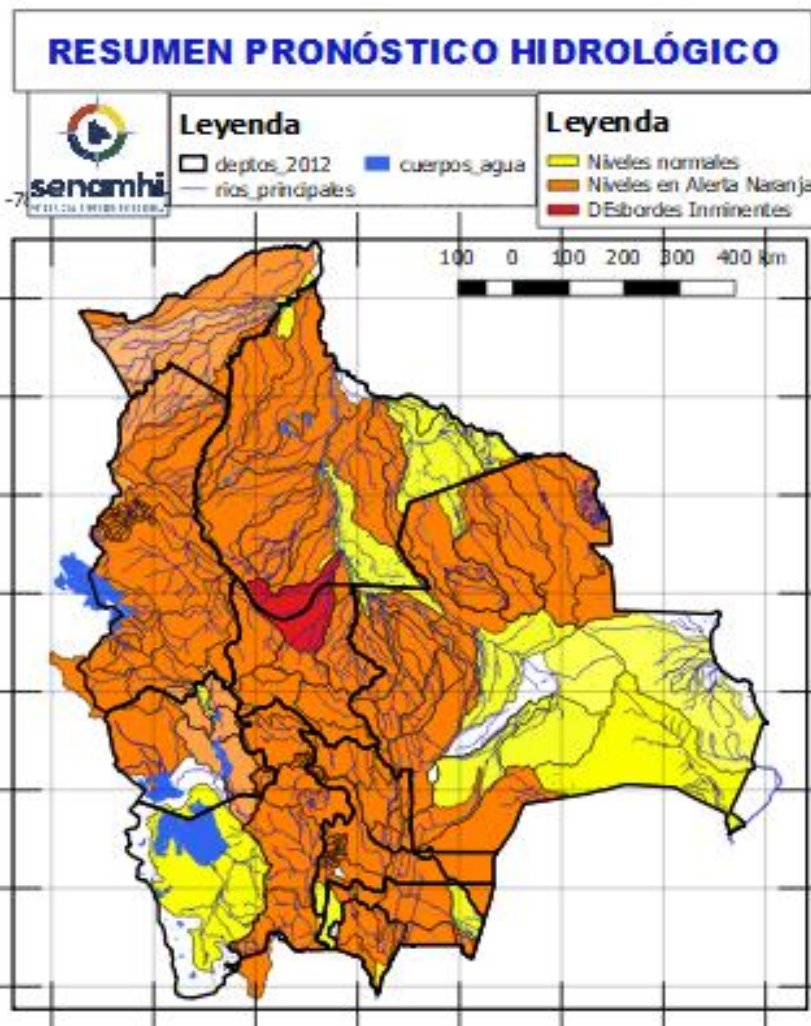 RESUMEN PRONÓSTICO HIDROLÓGICO
senamhi
Leyenda
deptos_2012
cuerpos_agua
rios_principales
Leyenda
Niveles normales
Niveles en Alerta Naranja
DEsbordes Inminentes
100 0 100 200 300 400 km